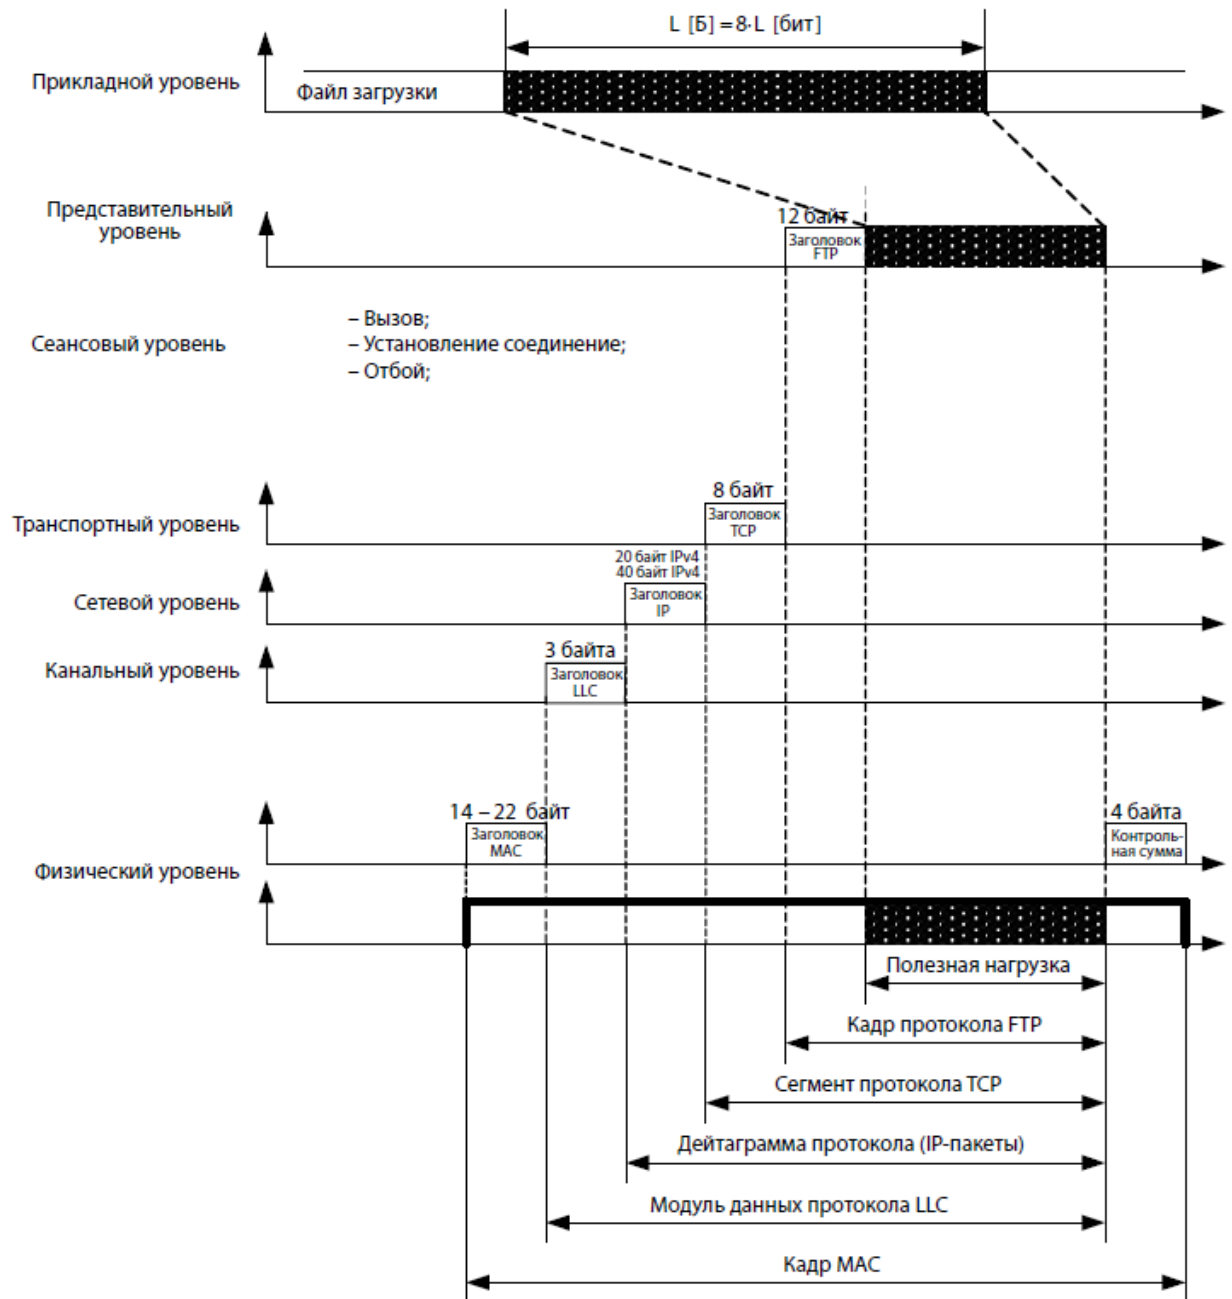 L [Б] = 8·L [бит]
Прикладной уровень
Файл загрузки
Представительный
уровень
12 байт
Заголовок
FTP
Сеансовый уровень
– Вызов;
– Установление соединение;
– Отбой;
Транспортный уровень
8 байт
Заголовок
TCP
Сетевой уровень
20 байт IPv4
40 байт IPv4
Заголовок
IP
Канальный уровень
3 байта
Заголовок
LLC
Физический уровень
14 – 22 байт
Заголовок
MAC
4 байта
Контроль-
ная сумма
Полезная нагрузка
Кадр протокола FTP
Сегмент протокола TCP
Дейтаграмма протокола (IP-пакеты)
Модуль данных протокола LLC
Кадр MAC